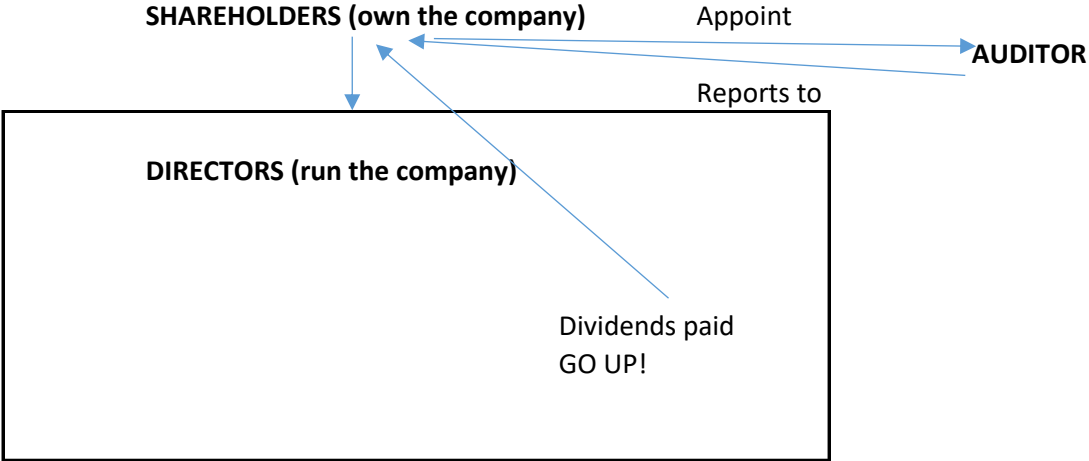 SHAREHOLDERS (own the company) Appoint
AUDITOR
Reports to
DIRECTORS (run the company)
Dividends paid
GO UP!